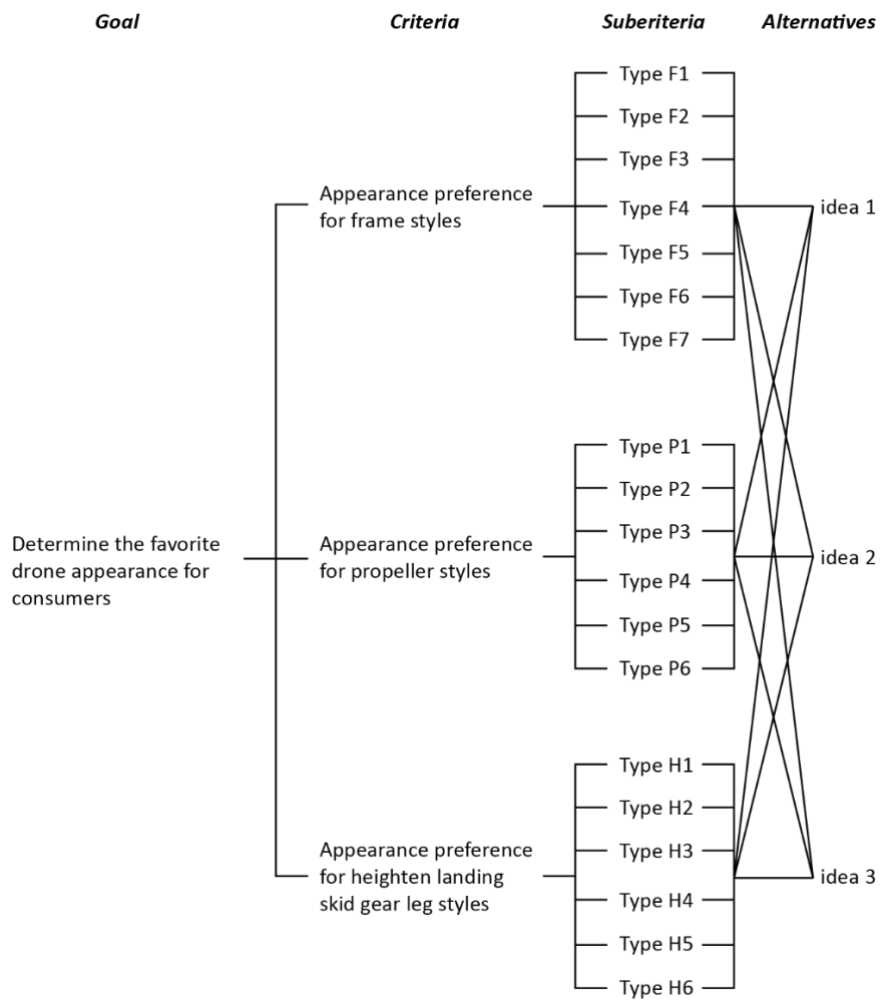 Goal
Criteria
Suberiteria
Alternatives
Type F1
Type F2
Type F3
Appearance preference
for frame styles
Type F4
idea 1
Type F5
Type F6
Type F7
Type P1
Type P2
Type P3
Determine the favorite
drone appearance for
consumers
Appearance preference
for propeller styles
idea 2
Type P4
Type P5
Type P6
Type H1
Type H2
Type H3
Appearance preference
for heighten landing
skid gear leg styles
idea 3
Type H4
Type H5
Type H6